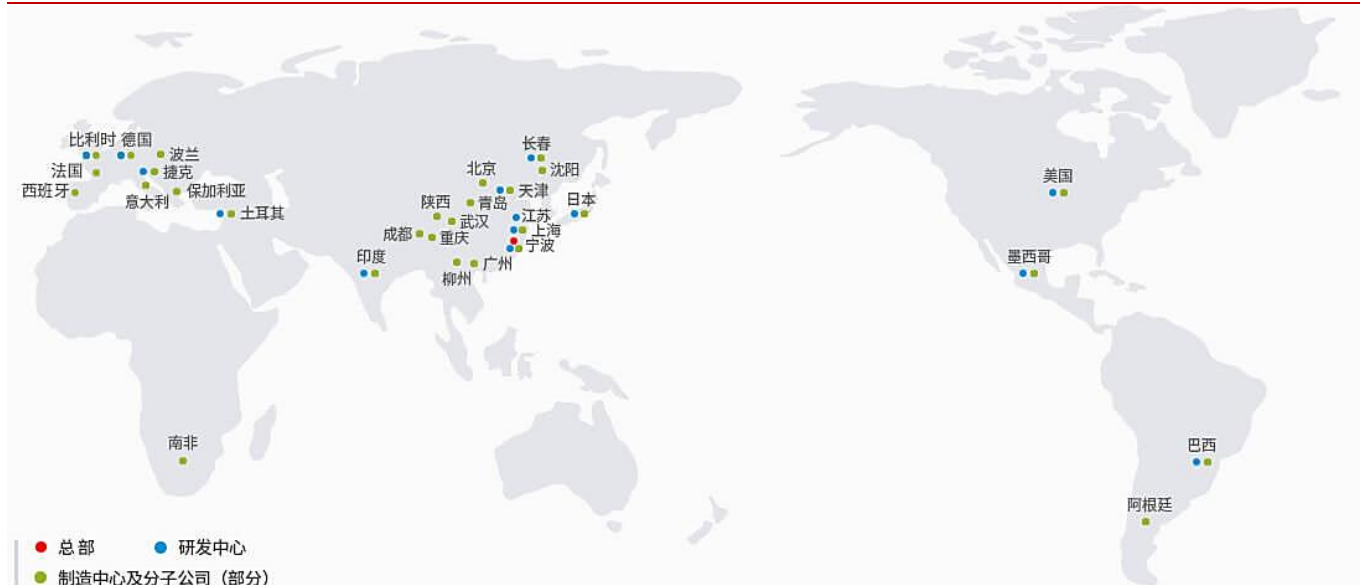 比利时 德国
波兰
法国
捷克
西班牙
意大利
保加利亚
土耳其
长春
北京
沈阳
天津
陕西
青岛
日本
武汉
江苏
成都
重庆
上海
宁波
印度
柳州
广州
美国
墨西哥
南非
巴西
阿根廷
总部 研发中心
制造中心及分子公司（部分）